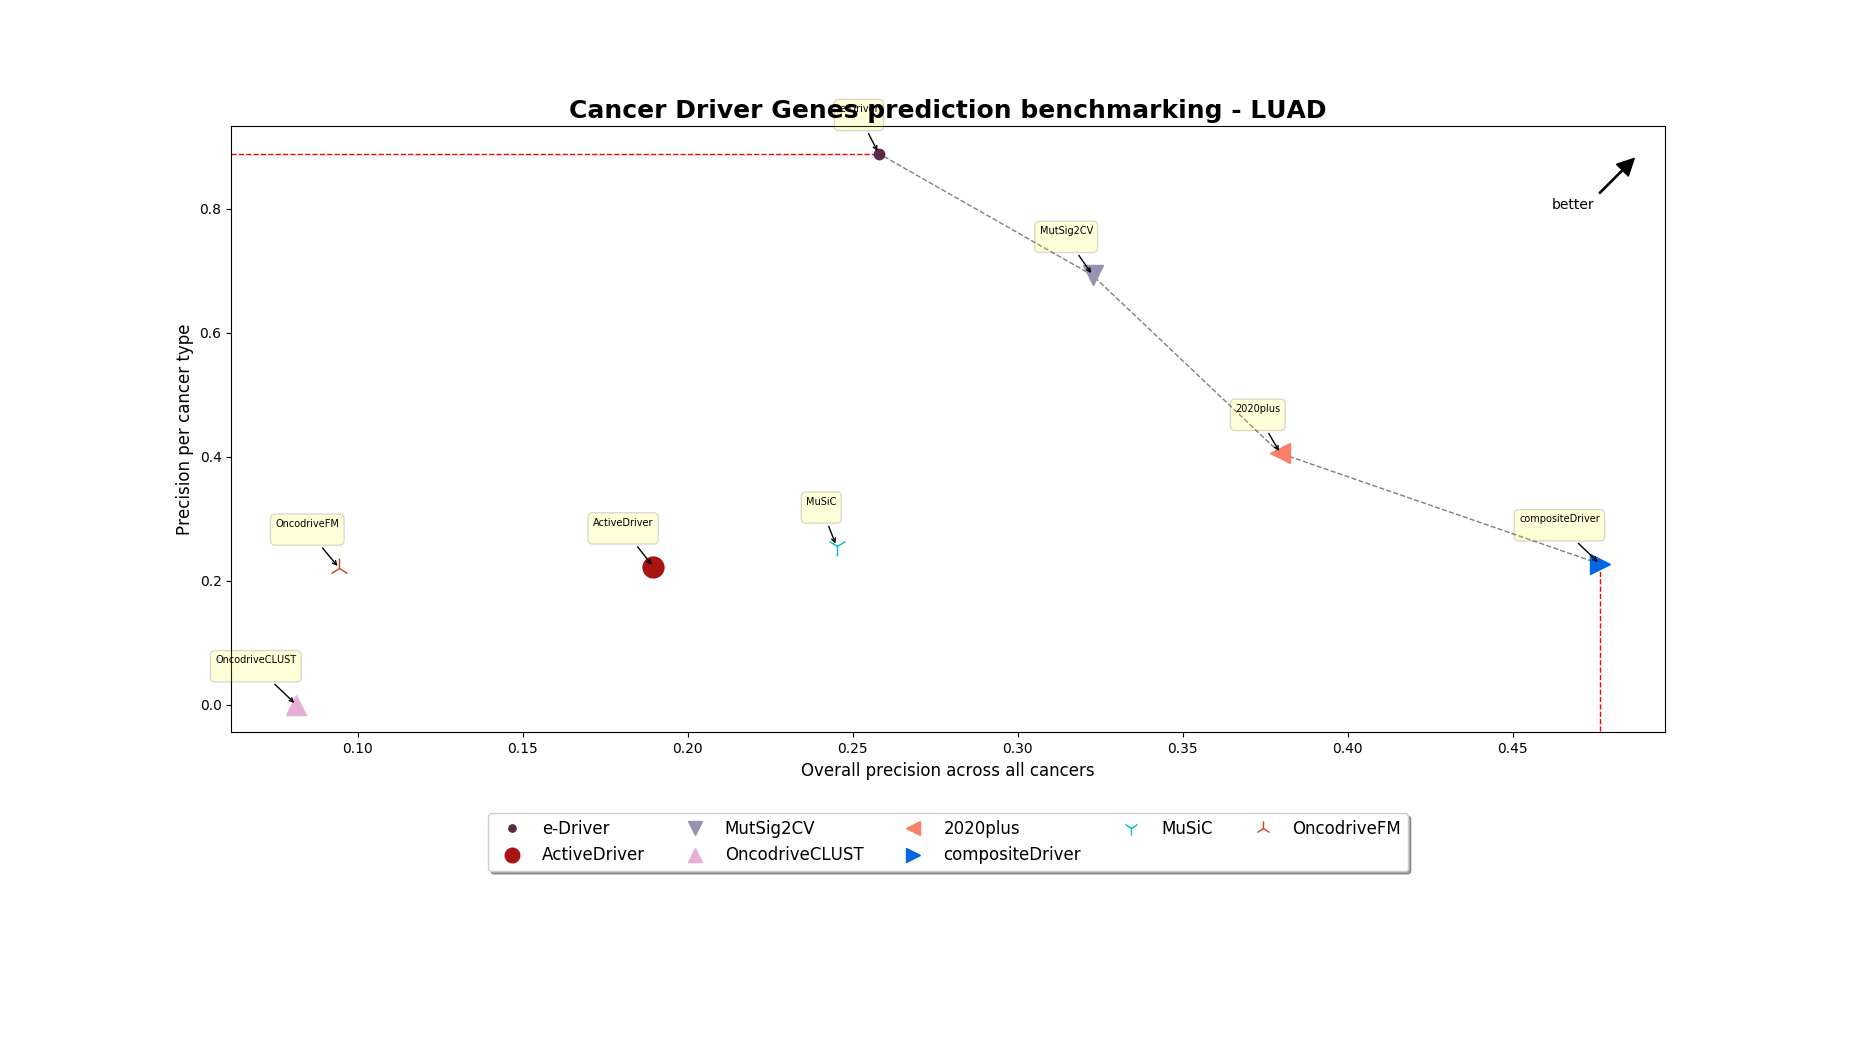 Cancer Driver Genes prediction benchmarking - LUAD
e-Driver
better
MutSig2CV
2020plus
compositeDriver
MuSiC
ActiveDriver
OncodriveFM
OncodriveCLUST
Precision per cancer type
0.8
0.6
0.4
0.2
0.0
0.10 0.15 0.20 0.25 0.30 0.35 0.40 0.45
Overall precision across all cancers
e-Driver MutSig2CV 2020plus MuSiC OncodriveFM
ActiveDriver OncodriveCLUST compositeDriver